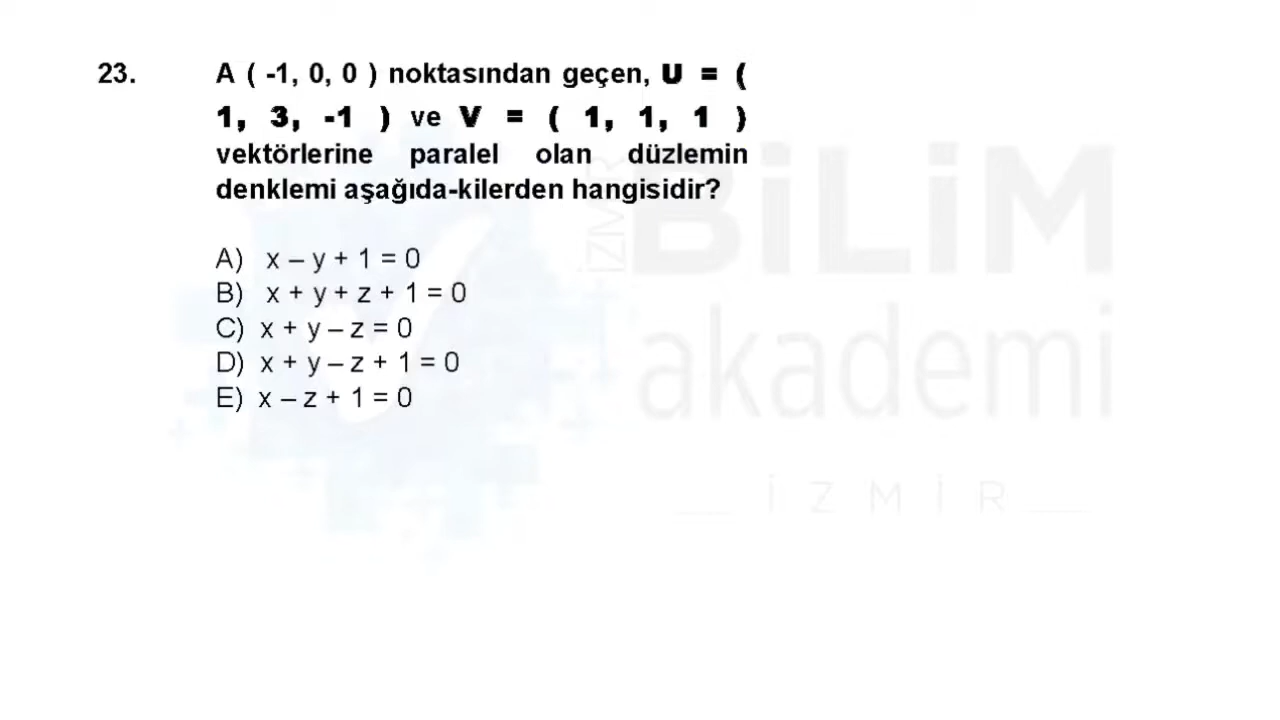 23. A ( -1, 0, 0 ) noktasından geçen, U = (
1, 3, -1 ) ve V = ( 1, 1, 1 )
vektörlerine paralel olan düzlemin
denklemi aşağıda-kilerden hangisidir?
A) x – y + 1 = 0
B) x + y + z + 1 = 0
C) x + y – z = 0
D) x + y – z + 1 = 0
E) x – z + 1 = 0
İZMİR
BİLİM
akademi
İZMİR